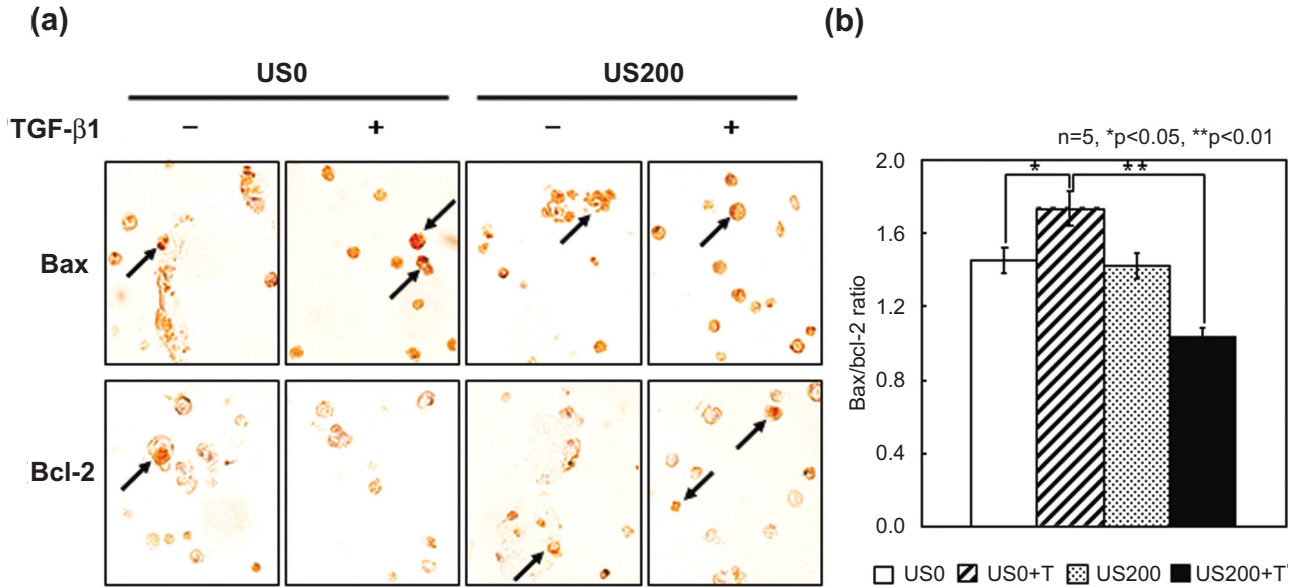 (a)
US0 US200
TGF-β1 − + − +
Bax
Bcl-2
(b)
n=5, *p<0.05, **p<0.01
* **
2.0
1.6
1.2
0.8
0.4
0.0
Bax/bcl-2 ratio
US0 US0+T US200 US200+T